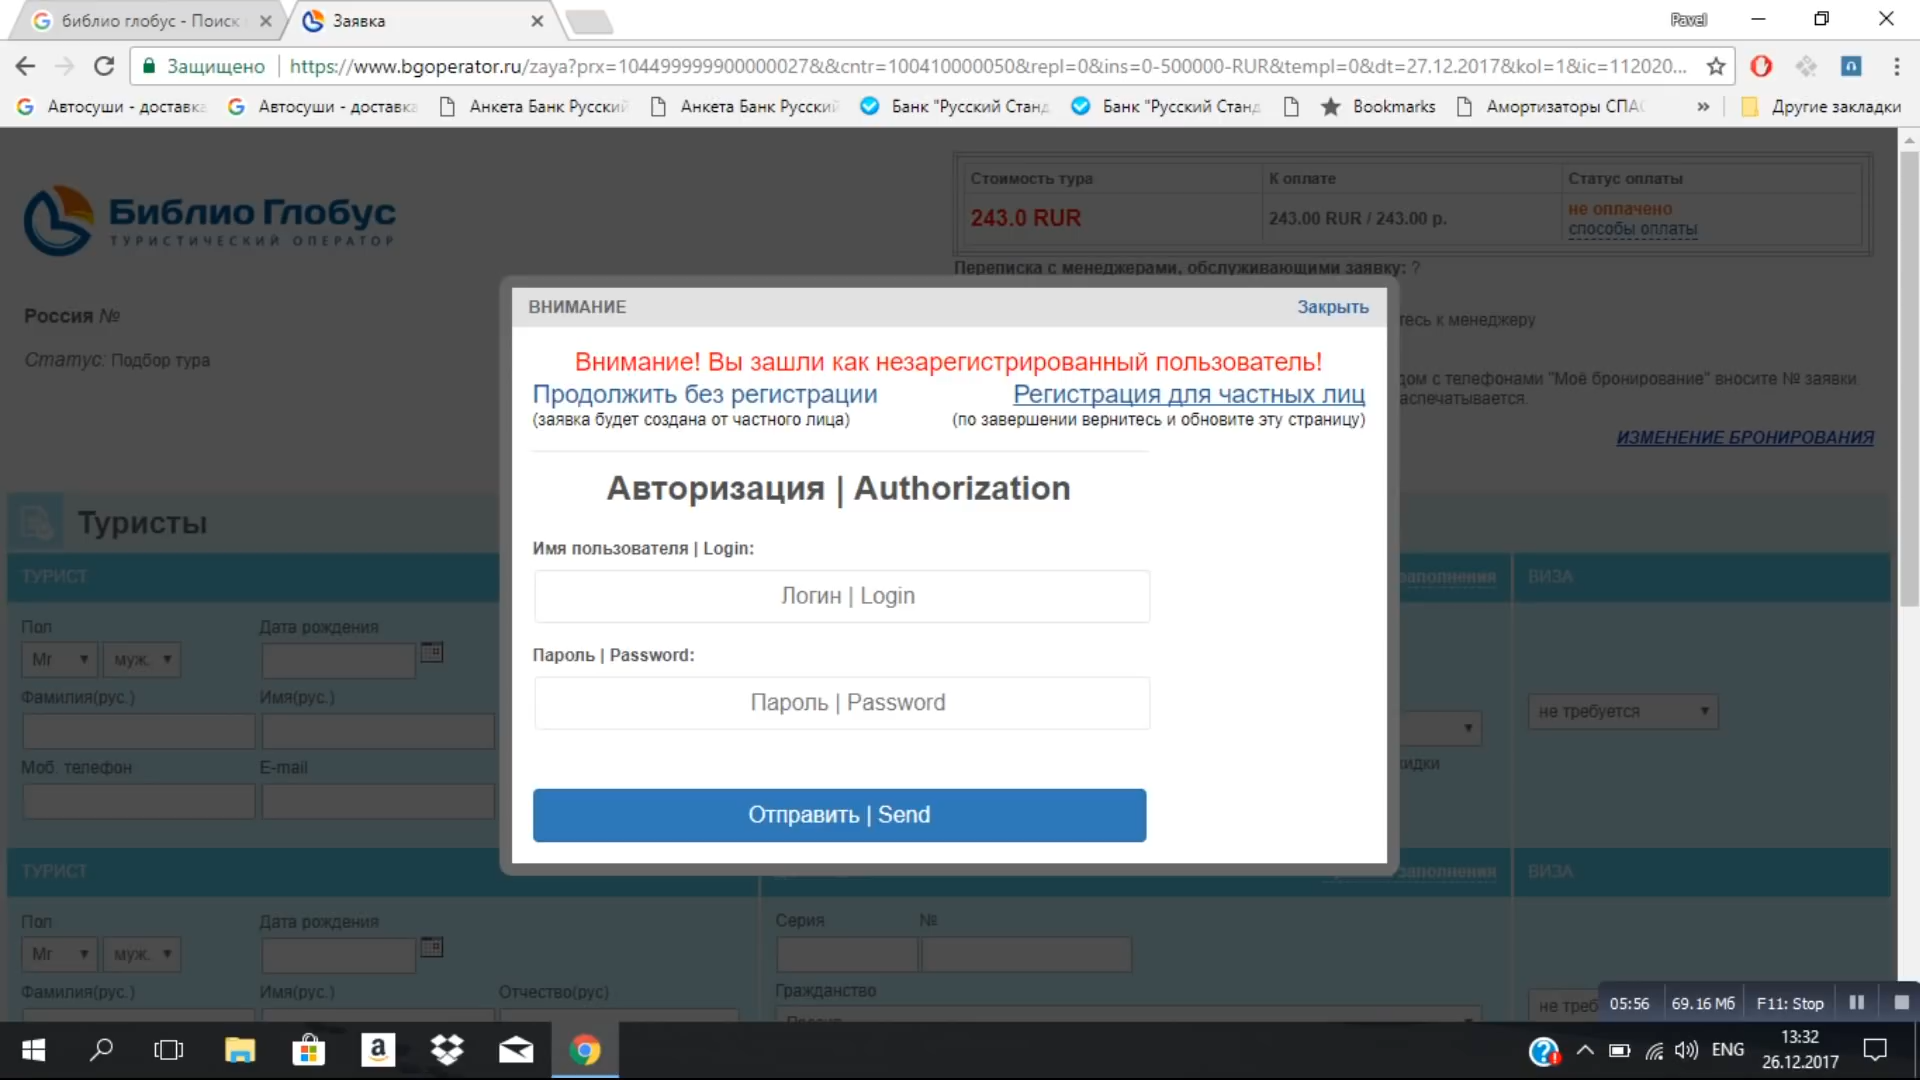 библио глобус - Поиск
Заявка
Pavel
Защищено
https://www.bgoperator.ru/zaya?prx=104499999900000027&&cntr=100410000050&repl=0&ins=0-500000-RUR&templ=0&dt=27.12.2017&kol=1&ic=112020...
Автосуши - доставка
Автосуши - доставка
Анкета Банк Русский
Анкета Банк Русский
Банк "Русский Станд
Банк "Русский Станд
Bookmarks
Амортизаторы СПАС
»
Другие закладки
Библио Глобус
ТУРИСТИЧЕСКИЙ ОПЕРАТОР
Стоимость тура
К оплате
Статус оплаты
243.0 RUR
243.00 RUR / 243.00 р.
не оплачено
способы оплаты
Переписка с менеджерами, обслуживающими заявку: ?
Россия №
Статус: Подбор тура
тесь к менеджеру
дом с телефонами "Моё бронирование" вносите № заявки.
аспечатывается.
ИЗМЕНЕНИЕ БРОНИРОВАНИЯ
ВНИМАНИЕ
Закрыть
Внимание! Вы зашли как незарегистрированный пользователь!
Продолжить без регистрации
Регистрация для частных лиц
(заявка будет создана от частного лица)
(по завершении вернитесь и обновите эту страницу)
Авторизация | Authorization
Имя пользователя | Login:
Логин | Login
Пароль | Password:
Пароль | Password
Отправить | Send
Туристы
ТУРИСТ
заполнения
ВИЗА
Пол
Дата рождения
Mr
муж.
Фамилия(рус.)
Имя(рус.)
не требуется
Моб. телефон
E-mail
идки
ТУРИСТ
заполнения
ВИЗА
Пол
Дата рождения
Серия
№
Mr
муж.
Фамилия(рус.)
Имя(рус.)
Отчество(рус)
Гражданство
не треб
05:56
69.16 Мб
F11: Stop
ENG
13:32
26.12.2017